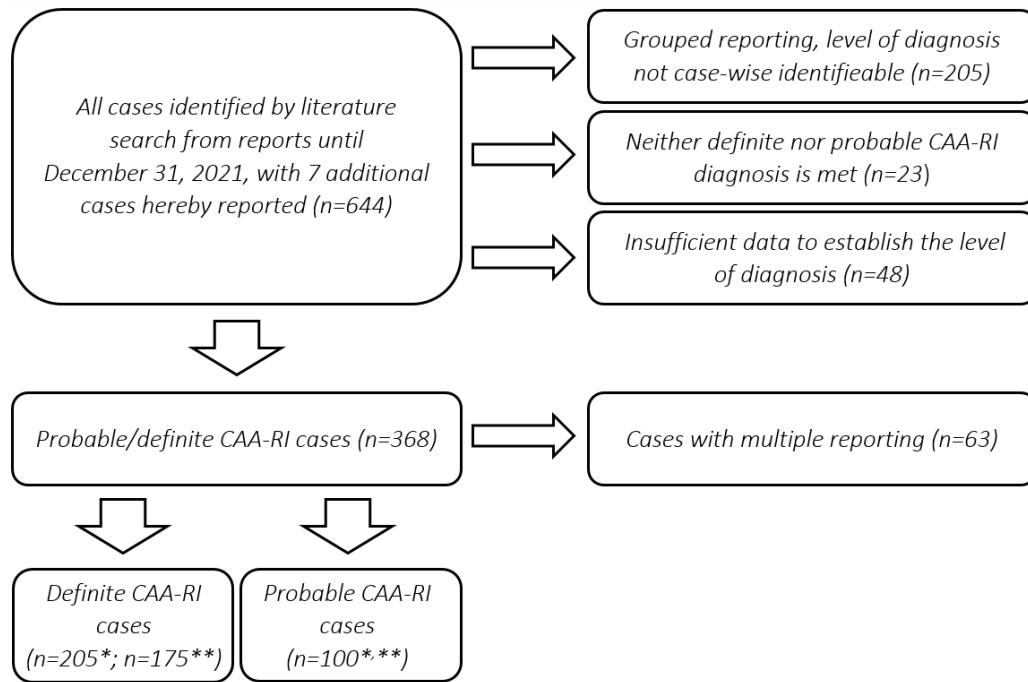 All cases identified by literature
search from reports until
December 31, 2021, with 7 additional
cases hereby reported (n=644)
Grouped reporting, level of diagnosis
not case-wise identifieable (n=205)
Neither definite nor probable CAA-RI
diagnosis is met (n=23)
Insufficient data to establish the level
of diagnosis (n=48)
Probable/definite CAA-RI cases (n=368)
Cases with multiple reporting (n=63)
Definite CAA-RI
cases
(n=205*; n=175**)
Probable CAA-RI
cases
(n=100*,**)